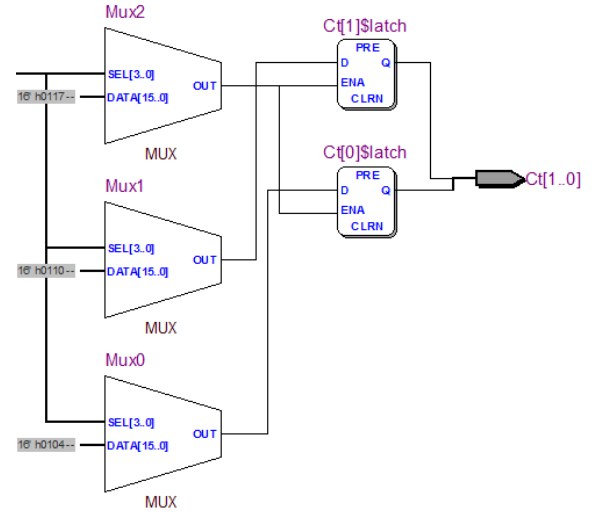 Mux2
SEL[3..0]
16' h0117--
DATA[15..0]
OUT
MUX
Ct[1]$latch
PRE
D
Q
ENA
CLRN
Ct[0]$latch
PRE
D
Q
ENA
CLRN
Ct[1..0]
Mux1
SEL[3..0]
16' h0110--
DATA[15..0]
OUT
MUX
Mux0
SEL[3..0]
16' h0104--
DATA[15..0]
OUT
MUX